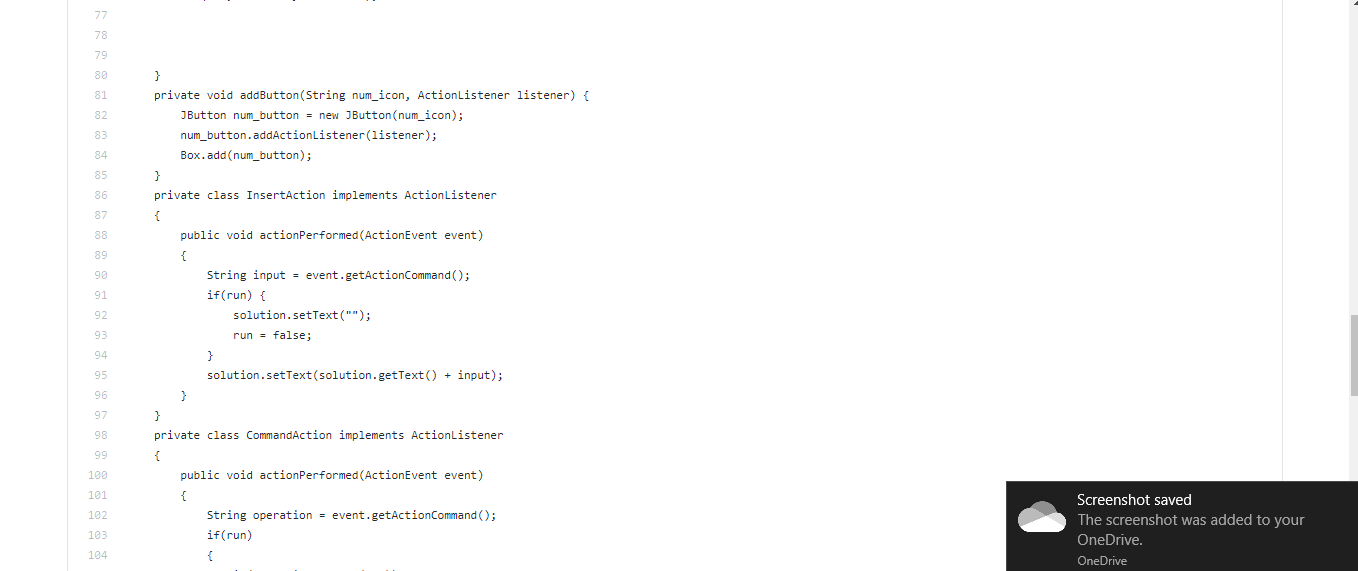 77
78
79
80 }
81 private void addButton(String num_icon, ActionListener listener) {
82 JButton num_button = new JButton(num_icon);
83 num_button.addActionListener(listener);
84 Box.add(num_button);
85 }
86 private class InsertAction implements ActionListener
87 {
88 public void actionPerformed(ActionEvent event)
89 {
90 String input = event.getActionCommand();
91 if(run) {
92 solution.setText("");
93 run = false;
94 }
95 solution.setText(solution.getText() + input);
96 }
97 }
98 private class CommandAction implements ActionListener
99 {
100 public void actionPerformed(ActionEvent event)
101 {
102 String operation = event.getActionCommand();
103 if(run)
104 {
Screenshot saved
The screenshot was added to your
OneDrive.
OneDrive